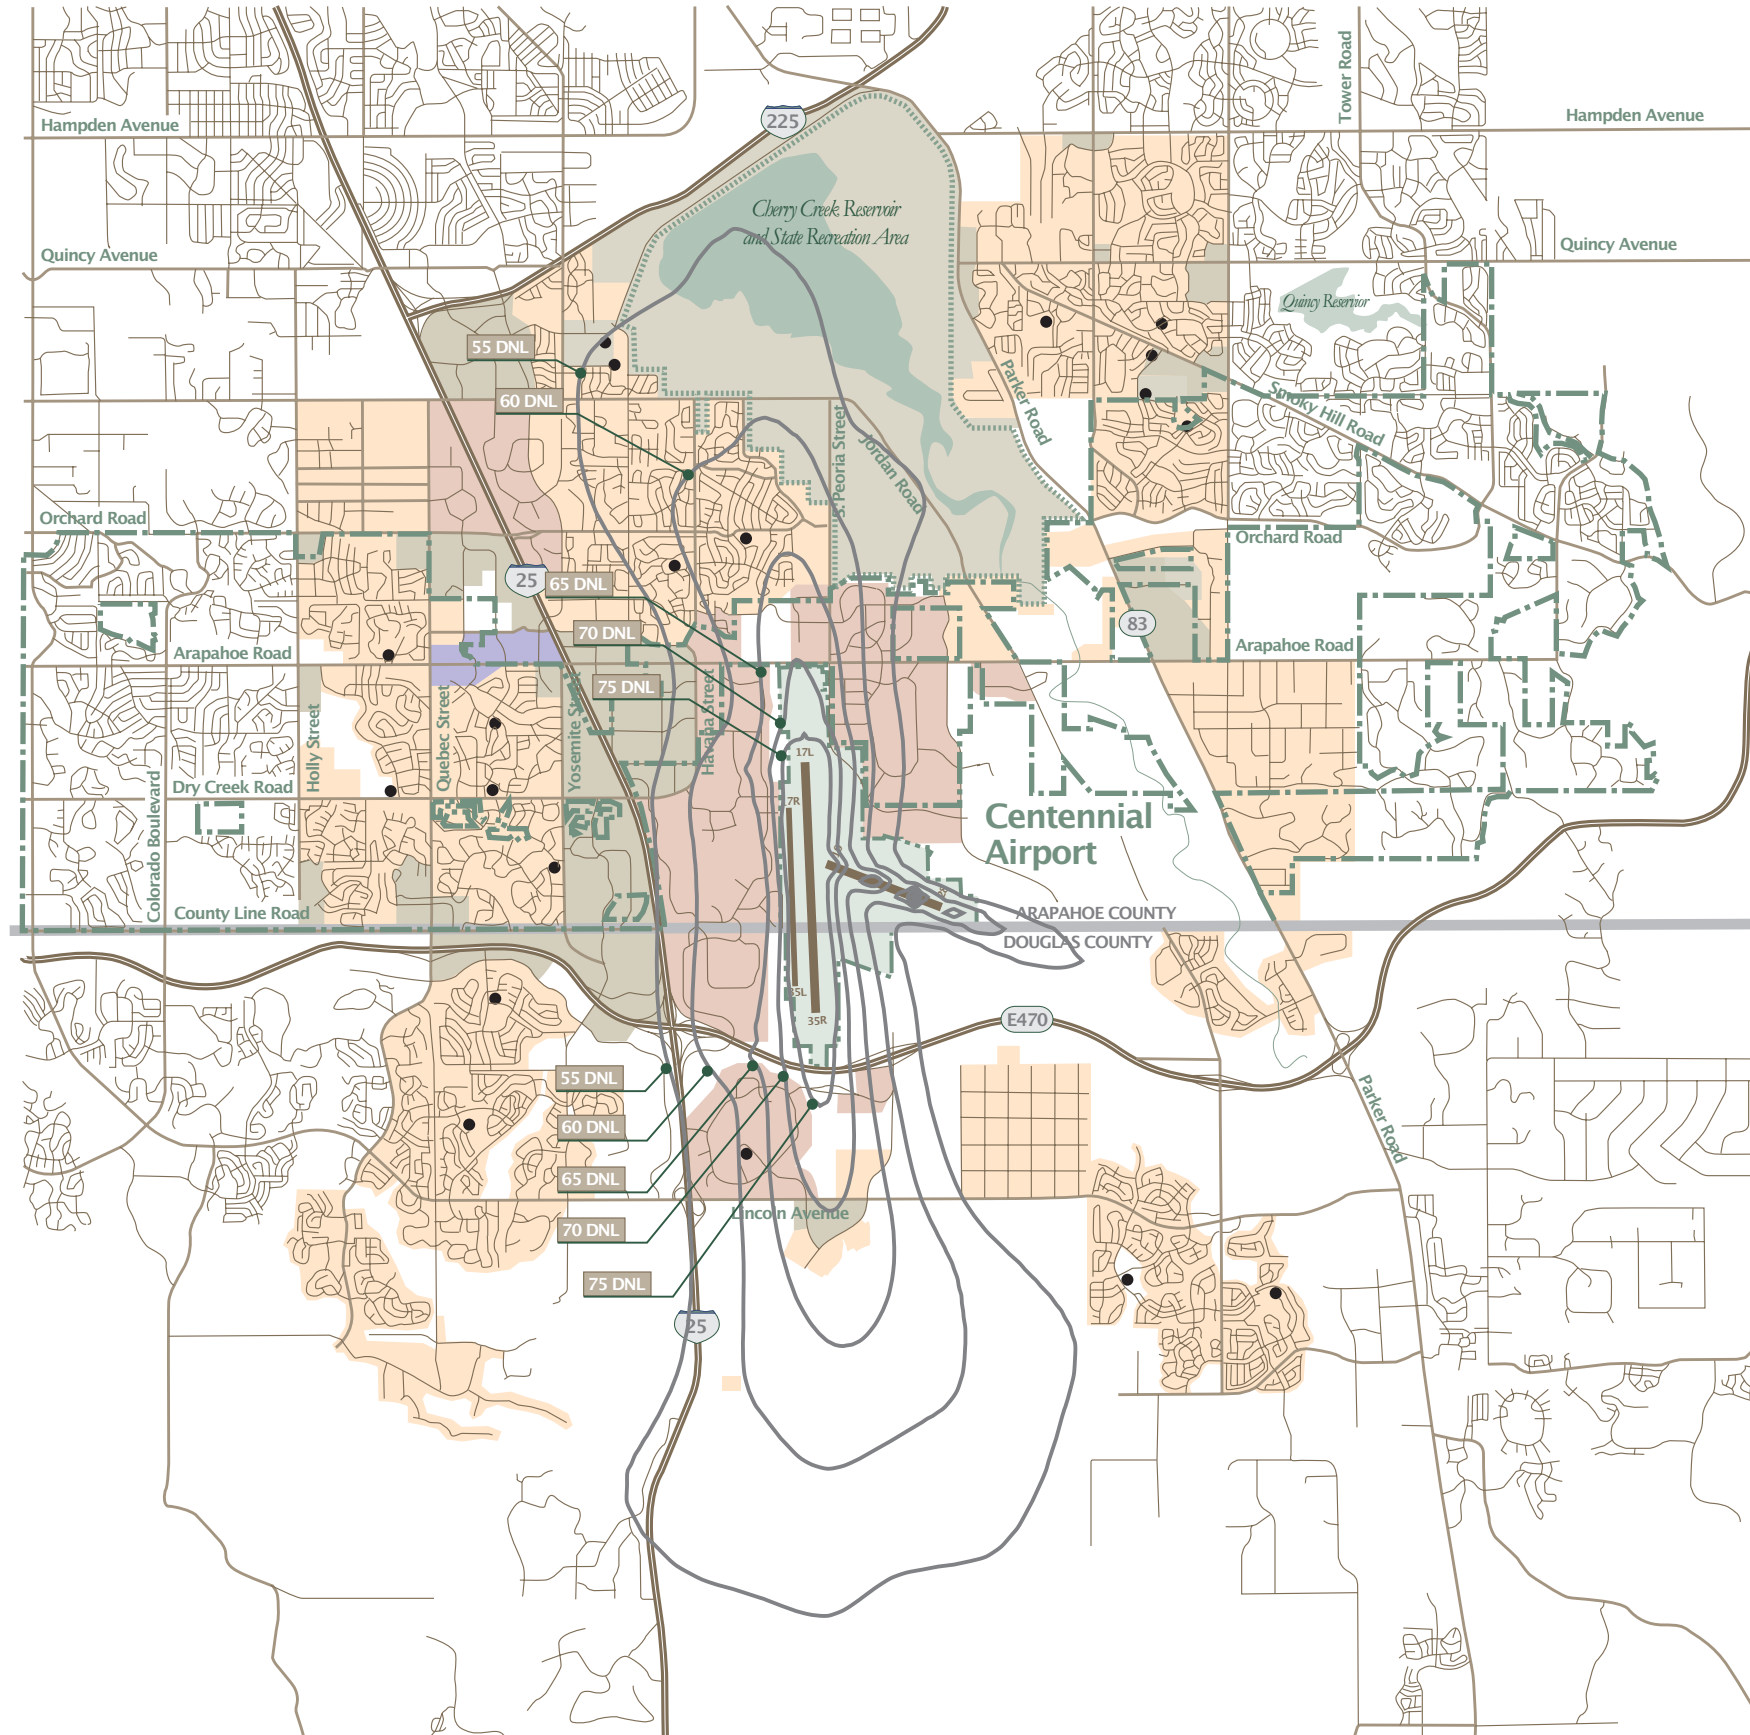 Tower Road
Hampden Avenue
225
Hampden Avenue
Cherry Creek Reservoir
and State Recreation Area
Quincy Avenue
Quincy Avenue
Quincy Reservior
55 DNL
60 DNL
Parker Road
Smoky Hill Road
S. Peoria Street
Jordan Road
Orchard Road
Orchard Road
25
65 DNL
70 DNL
83
Arapahoe Road
Arapahoe Road
75 DNL
Holly Street
Quebec Street
Yosemite Street
Havana Street
17L
Dry Creek Road
Colorado Boulevard
Centennial
Airport
County Line Road
ARAPAHOE COUNTY
DOUGLAS COUNTY
35L
35R
E470
55 DNL
60 DNL
65 DNL
70 DNL
75 DNL
Parker Road
Lincoln Avenue
25